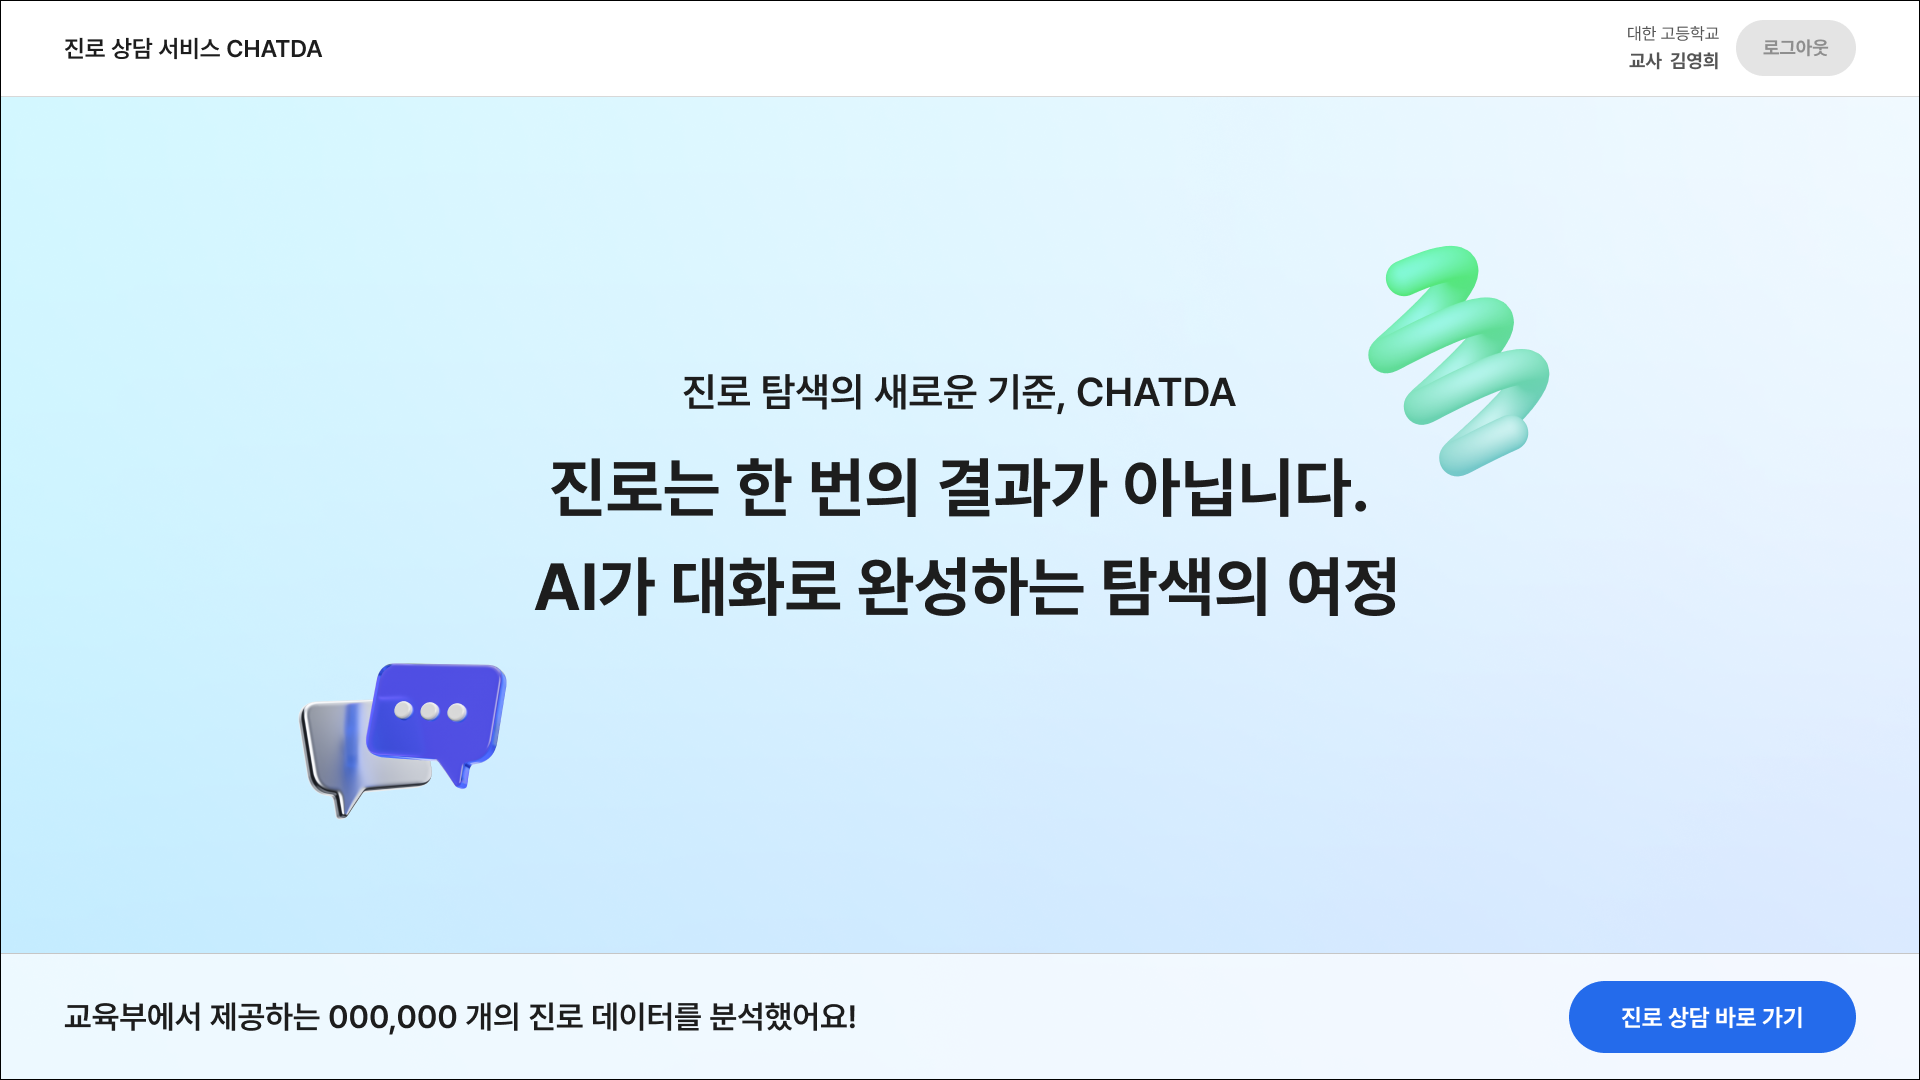 진로 상담 서비스 CHATDA
대한 고등학교
교사 김영희
로그아웃
진로 탐색의 새로운 기준, CHATDA
진로는 한 번의 결과가 아닙니다.
AI가 대화로 완성하는 탐색의 여정
교육부에서 제공하는 000,000 개의 진로 데이터를 분석했어요!
진로 상담 바로 가기